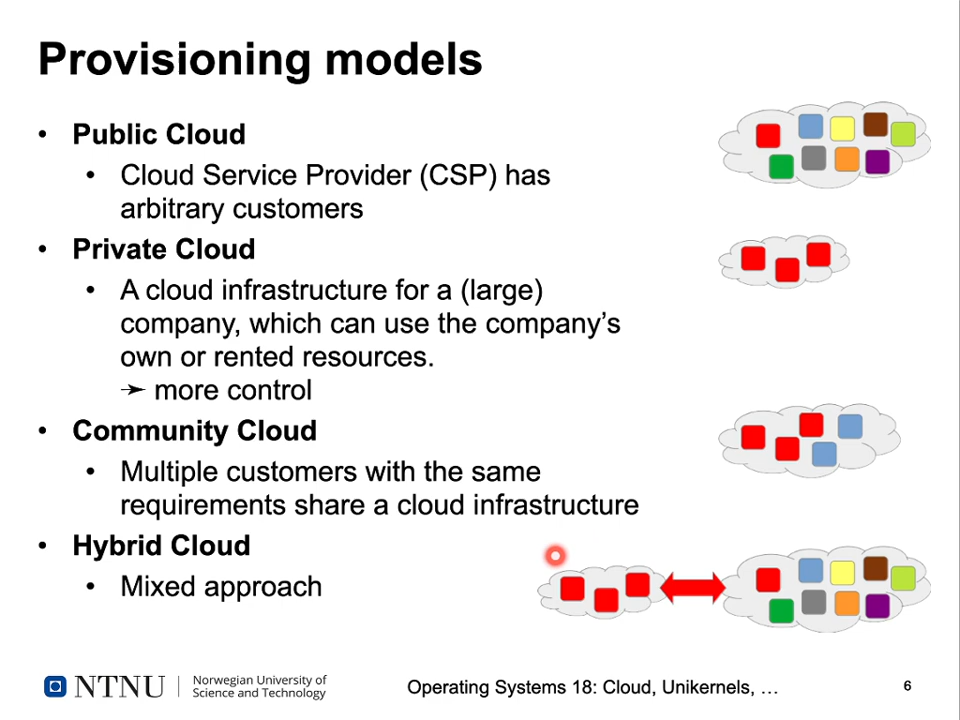 Provisioning models
• Public Cloud
• Cloud Service Provider (CSP) has
arbitrary customers
• Private Cloud
• A cloud infrastructure for a (large)
company, which can use the company’s
own or rented resources.
➛ more control
• Community Cloud
• Multiple customers with the same
requirements share a cloud infrastructure
• Hybrid Cloud
• Mixed approach
NTNU
Norwegian University of
Science and Technology
Operating Systems 18: Cloud, Unikernels, …
6